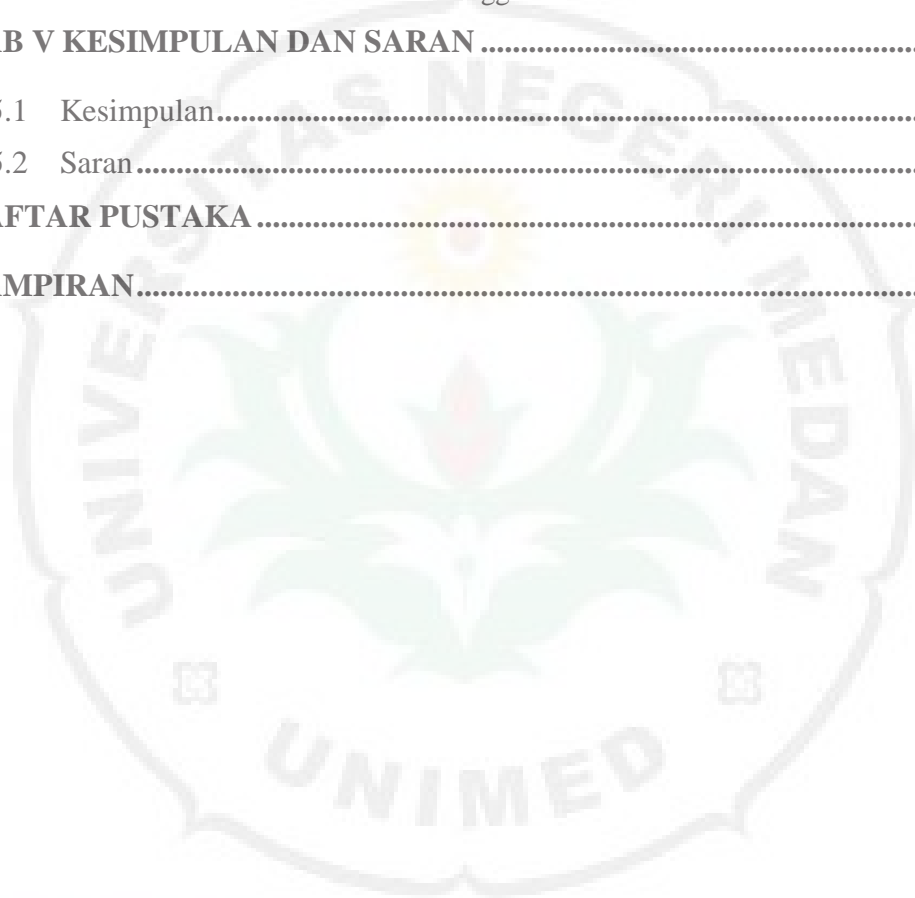 AB V KESIMPULAN DAN SARAN ........................................................
5.1 Kesimpulan........................................................................................
5.2 Saran..................................................................................................
AFTAR PUSTAKA ...................................................................................
AMPIRAN..................................................................................................
UNIVERSITAS NEGERI MEDAN
UNIMED